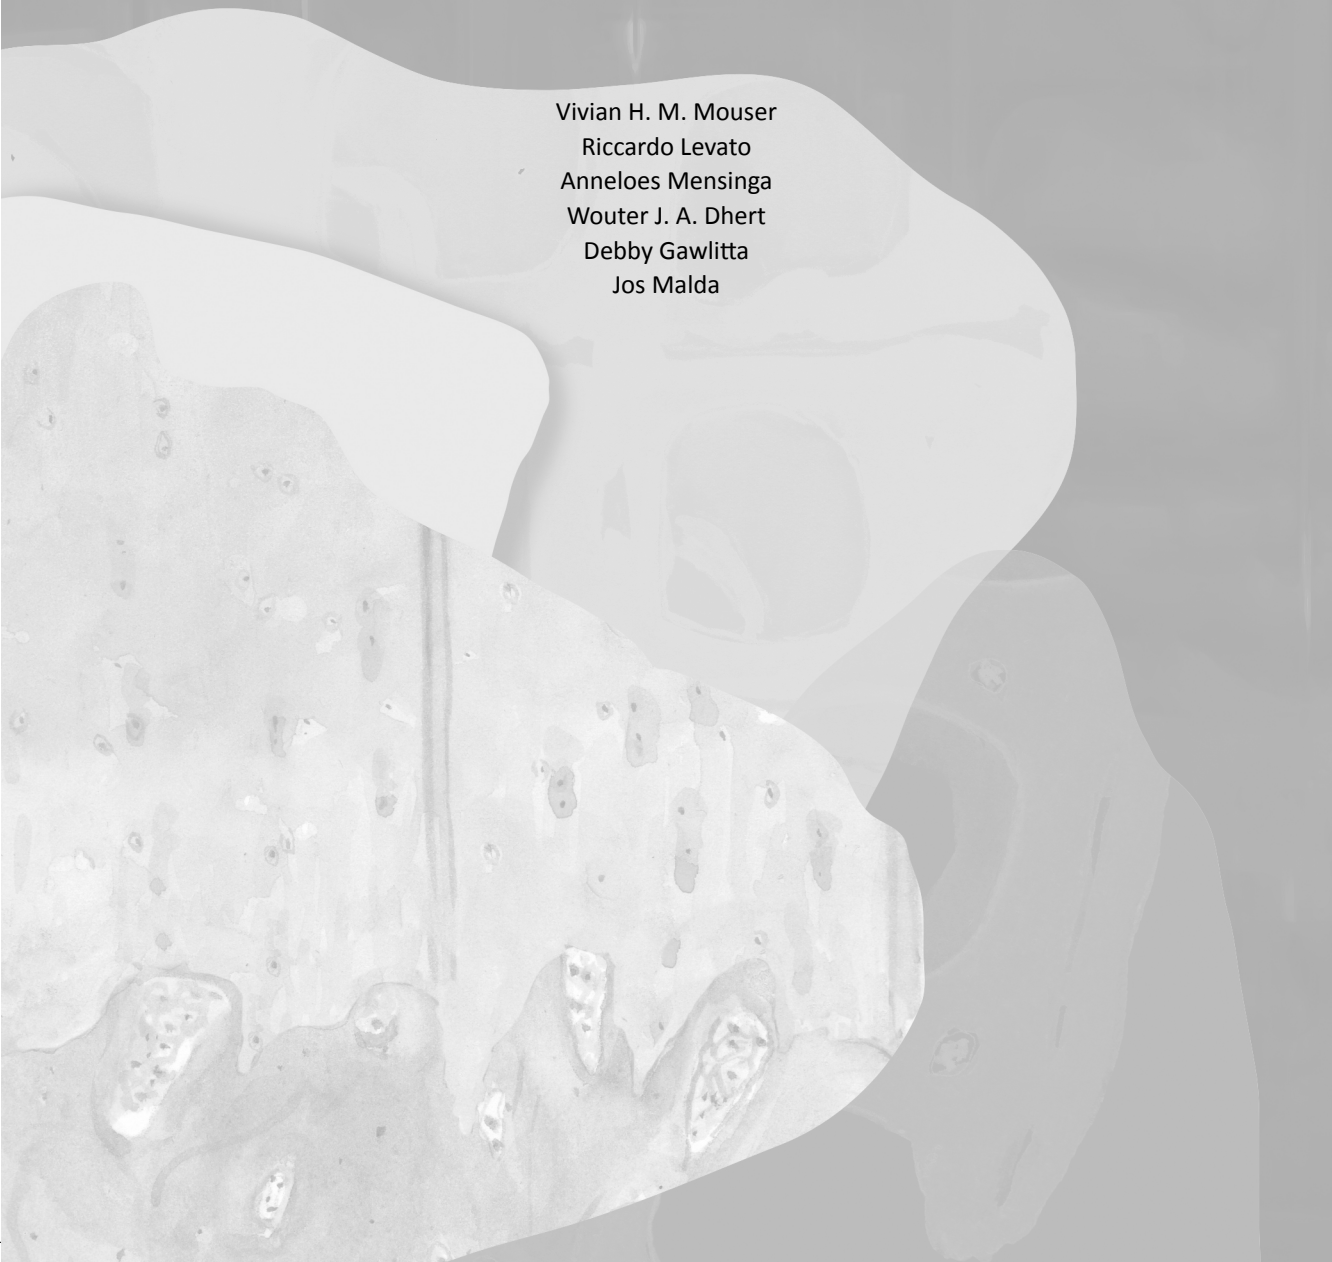 Vivian H. M. Mouser
Riccardo Levato
Anneloes Mensinga
Wouter J. A. Dhert
Debby Gawlitta
Jos Malda